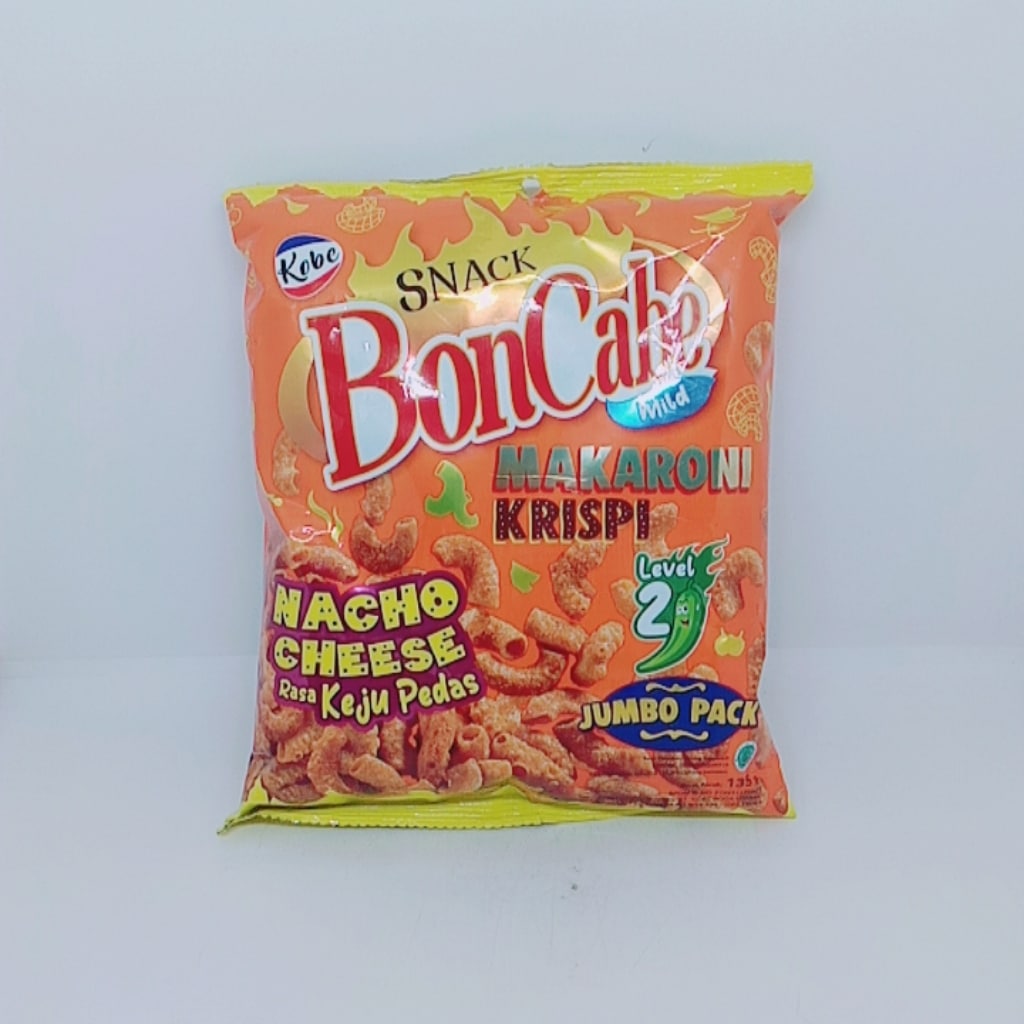 Kobe
SNACK
BonCabe
Mild
MAKARONI
KRISPI
Level
2
NACHO
CHEESE
Rasa Keju Pedas
JUMBO PACK